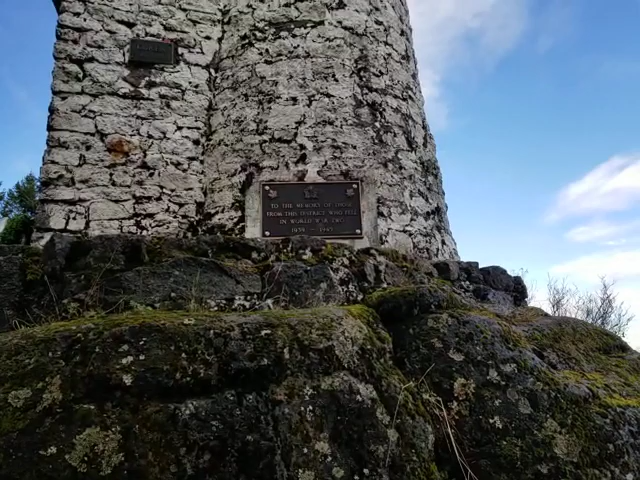 TO THE MEMORY OF THOSE
FROM THIS DISTRICT WHO FELL
IN WORLD WAR TWO
1939 — 1945